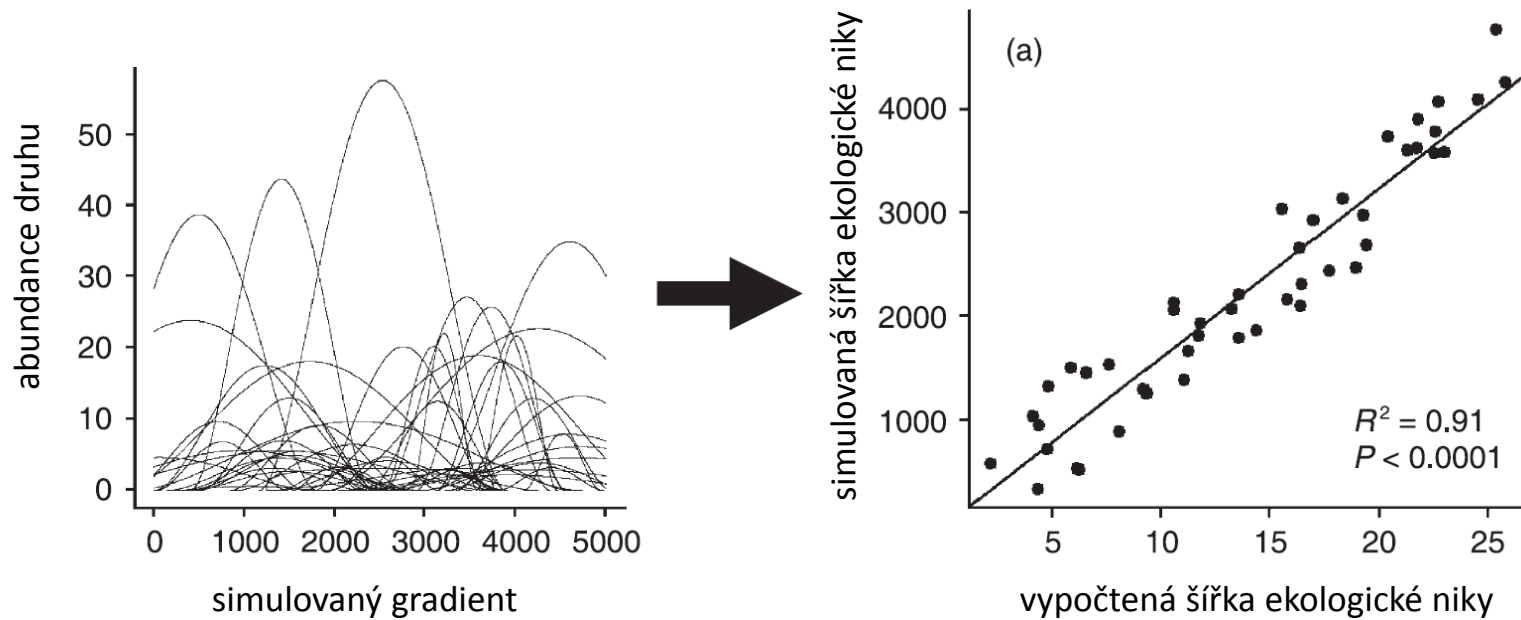 abundance druhu
50
40
30
20
10
0
0 1000 2000 3000 4000 5000
simulovaný gradient
simulovaná šířka ekologické niky
(a)
4000
3000
2000
1000
R² = 0.91
P < 0.0001
5 10 15 20 25
vypočtená šířka ekologické niky